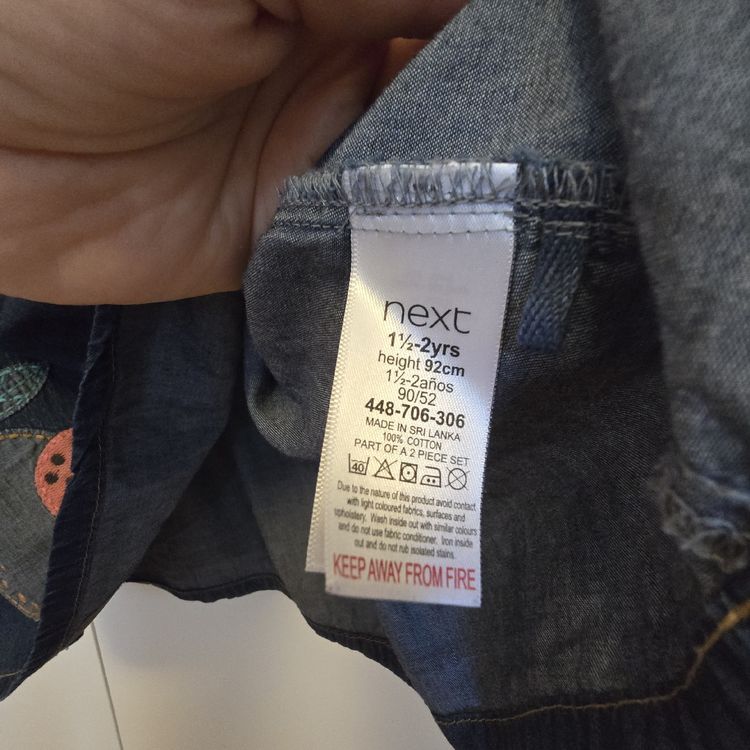 next
1½-2yrs
height 92cm
1½-2años
90/52
448-706-306
MADE IN SRI LANKA
100% COTTON
PART OF A 2 PIECE SET
40
Due to the nature of this product avoid contact
with light coloured fabrics, surfaces and
upholstery. Wash inside out with similar colours
and do not use fabric conditioner. Iron inside
out and do not rub isolated stains.
KEEP AWAY FROM FIRE